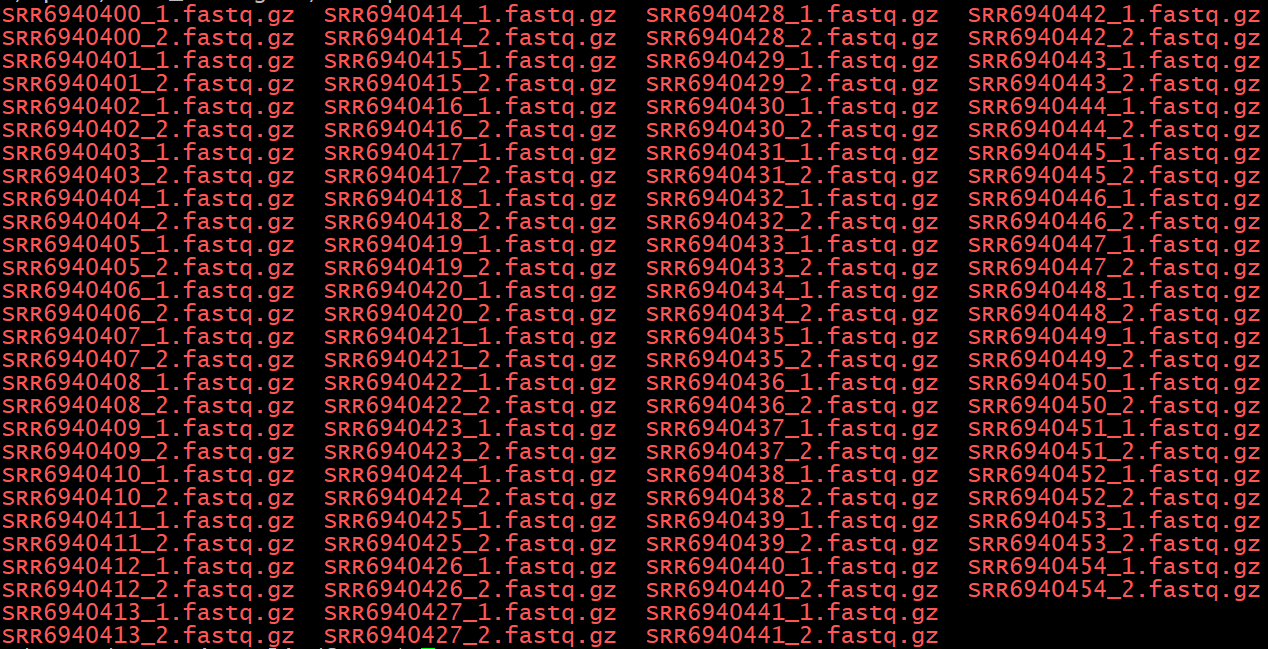 SRR6940400_1.fastq.gz SRR6940414_1.fastq.gz SRR6940428_1.fastq.gz SRR6940442_1.fastq.gz
SRR6940400_2.fastq.gz SRR6940414_2.fastq.gz SRR6940428_2.fastq.gz SRR6940442_2.fastq.gz
SRR6940401_1.fastq.gz SRR6940415_1.fastq.gz SRR6940429_1.fastq.gz SRR6940443_1.fastq.gz
SRR6940401_2.fastq.gz SRR6940415_2.fastq.gz SRR6940429_2.fastq.gz SRR6940443_2.fastq.gz
SRR6940402_1.fastq.gz SRR6940416_1.fastq.gz SRR6940430_1.fastq.gz SRR6940444_1.fastq.gz
SRR6940402_2.fastq.gz SRR6940416_2.fastq.gz SRR6940430_2.fastq.gz SRR6940444_2.fastq.gz
SRR6940403_1.fastq.gz SRR6940417_1.fastq.gz SRR6940431_1.fastq.gz SRR6940445_1.fastq.gz
SRR6940403_2.fastq.gz SRR6940417_2.fastq.gz SRR6940431_2.fastq.gz SRR6940445_2.fastq.gz
SRR6940404_1.fastq.gz SRR6940418_1.fastq.gz SRR6940432_1.fastq.gz SRR6940446_1.fastq.gz
SRR6940404_2.fastq.gz SRR6940418_2.fastq.gz SRR6940432_2.fastq.gz SRR6940446_2.fastq.gz
SRR6940405_1.fastq.gz SRR6940419_1.fastq.gz SRR6940433_1.fastq.gz SRR6940447_1.fastq.gz
SRR6940405_2.fastq.gz SRR6940419_2.fastq.gz SRR6940433_2.fastq.gz SRR6940447_2.fastq.gz
SRR6940406_1.fastq.gz SRR6940420_1.fastq.gz SRR6940434_1.fastq.gz SRR6940448_1.fastq.gz
SRR6940406_2.fastq.gz SRR6940420_2.fastq.gz SRR6940434_2.fastq.gz SRR6940448_2.fastq.gz
SRR6940407_1.fastq.gz SRR6940421_1.fastq.gz SRR6940435_1.fastq.gz SRR6940449_1.fastq.gz
SRR6940407_2.fastq.gz SRR6940421_2.fastq.gz SRR6940435_2.fastq.gz SRR6940449_2.fastq.gz
SRR6940408_1.fastq.gz SRR6940422_1.fastq.gz SRR6940436_1.fastq.gz SRR6940450_1.fastq.gz
SRR6940408_2.fastq.gz SRR6940422_2.fastq.gz SRR6940436_2.fastq.gz SRR6940450_2.fastq.gz
SRR6940409_1.fastq.gz SRR6940423_1.fastq.gz SRR6940437_1.fastq.gz SRR6940451_1.fastq.gz
SRR6940409_2.fastq.gz SRR6940423_2.fastq.gz SRR6940437_2.fastq.gz SRR6940451_2.fastq.gz
SRR6940410_1.fastq.gz SRR6940424_1.fastq.gz SRR6940438_1.fastq.gz SRR6940452_1.fastq.gz
SRR6940410_2.fastq.gz SRR6940424_2.fastq.gz SRR6940438_2.fastq.gz SRR6940452_2.fastq.gz
SRR6940411_1.fastq.gz SRR6940425_1.fastq.gz SRR6940439_1.fastq.gz SRR6940453_1.fastq.gz
SRR6940411_2.fastq.gz SRR6940425_2.fastq.gz SRR6940439_2.fastq.gz SRR6940453_2.fastq.gz
SRR6940412_1.fastq.gz SRR6940426_1.fastq.gz SRR6940440_1.fastq.gz SRR6940454_1.fastq.gz
SRR6940412_2.fastq.gz SRR6940426_2.fastq.gz SRR6940440_2.fastq.gz SRR6940454_2.fastq.gz
SRR6940413_1.fastq.gz SRR6940427_1.fastq.gz SRR6940441_1.fastq.gz
SRR6940413_2.fastq.gz SRR6940427_2.fastq.gz SRR6940441_2.fastq.gz